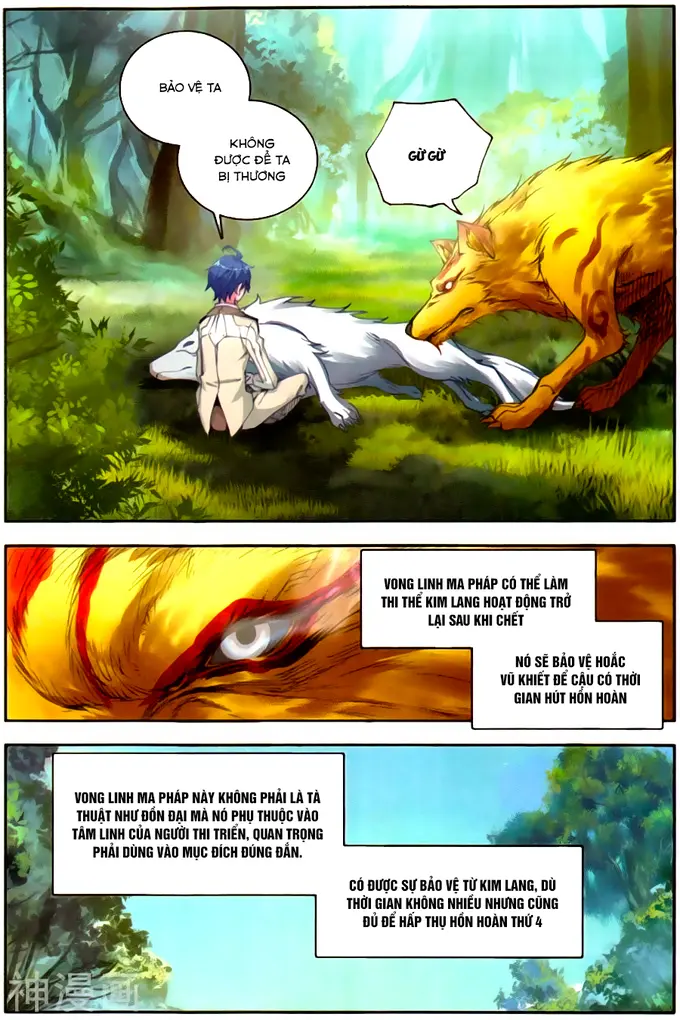 BẢO VỆ TA
KHÔNG
ĐƯỢC ĐỂ TA
BỊ THƯƠNG
GỪ GỪ
VONG LINH MA PHÁP CÓ THỂ LÀM
THI THỂ KIM LANG HOẠT ĐỘNG TRỞ
LẠI SAU KHI CHẾT
NÓ SẼ BẢO VỆ HOẮC
VŨ KHIẾT ĐỂ CẬU CÓ THỜI
GIAN HÚT HỒN HOÀN
VONG LINH MA PHÁP NÀY KHÔNG PHẢI LÀ TÀ
THUẬT NHƯ ĐỒN ĐẠI MÀ NÓ PHỤ THUỘC VÀO
TÂM LINH CỦA NGƯỜI THI TRIỂN, QUAN TRỌNG
PHẢI DÙNG VÀO MỤC ĐÍCH ĐÚNG ĐẮN.
CÓ ĐƯỢC SỰ BẢO VỆ TỪ KIM LANG, DÙ
THỜI GIAN KHÔNG NHIỀU NHƯNG CŨNG
ĐỦ ĐỂ HẤP THỤ HỒN HOÀN THỨ 4
神漫画